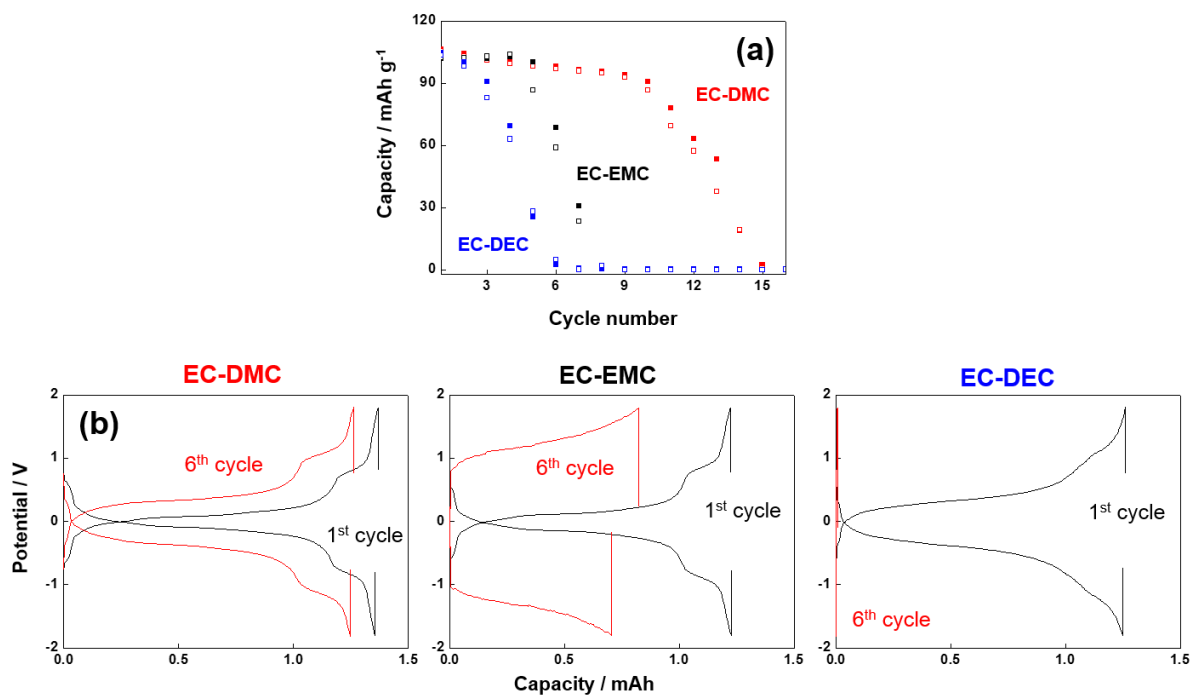 120
90
60
30
0
Capacity / mAh g⁻¹
(a)
EC-DMC
EC-EMC
EC-DEC
3 6 9 12 15
Cycle number
EC-DMC
EC-EMC
EC-DEC
Potential / V
2
1
0
-1
-2
(b)
6th cycle
1st cycle
0.0 0.5 1.0 1.5
2
1
0
-1
-2
6th cycle
1st cycle
0.0 0.5 1.0 1.5
2
1
0
-1
-2
1st cycle
6th cycle
0.0 0.5 1.0 1.5
Capacity / mAh